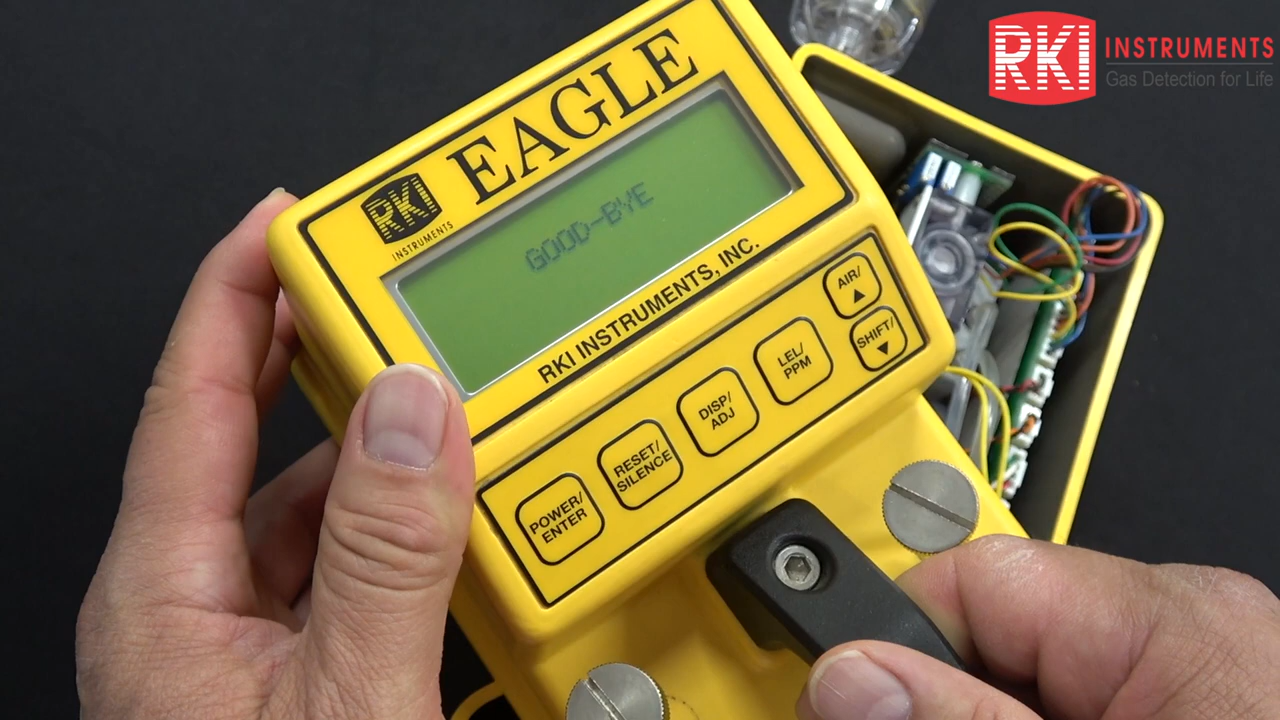 RKI
INSTRUMENTS
Gas Detection for Life
EAGLE
RKI
INSTRUMENTS
GOOD-BYE
RKI INSTRUMENTS, INC.
AIR/
▲
SHIFT/
▼
LEL/
PPM
DISP/
ADJ
RESET/
SILENCE
POWER/
ENTER